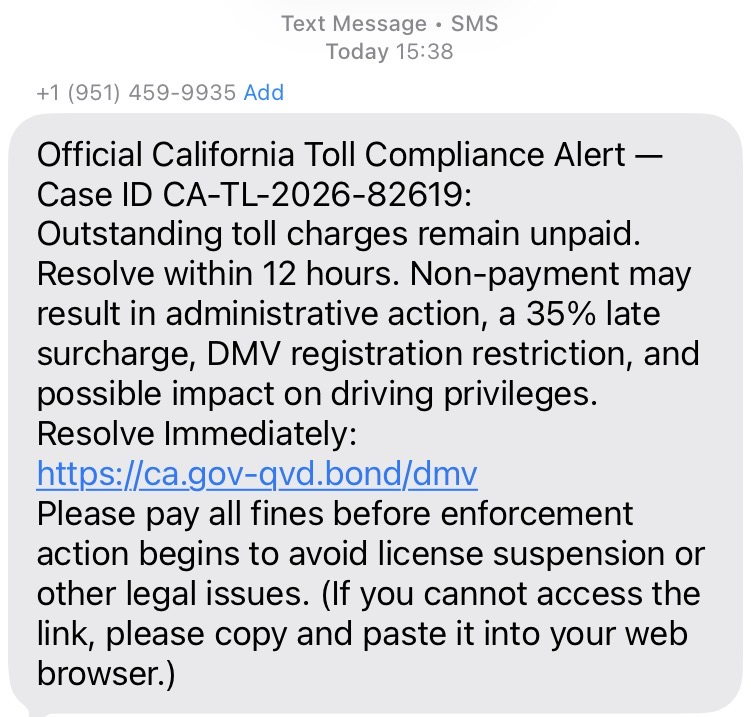 Text Message • SMS
Today 15:38
+1 (951) 459-9935 Add
Official California Toll Compliance Alert —
Case ID CA-TL-2026-82619:
Outstanding toll charges remain unpaid.
Resolve within 12 hours. Non-payment may
result in administrative action, a 35% late
surcharge, DMV registration restriction, and
possible impact on driving privileges.
Resolve Immediately:
https://ca.gov-qvd.bond/dmv
Please pay all fines before enforcement
action begins to avoid license suspension or
other legal issues. (If you cannot access the
link, please copy and paste it into your web
browser.)